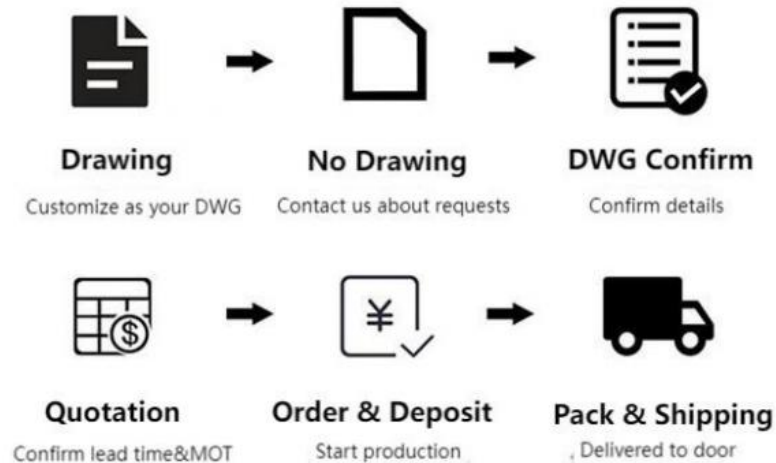 Drawing
No Drawing
DWG Confirm
Customize as your DWG
Contact us about requests
Confirm details
$
¥
Quotation
Order & Deposit
Pack & Shipping
Confirm lead time&MOT
Start production
, Delivered to door